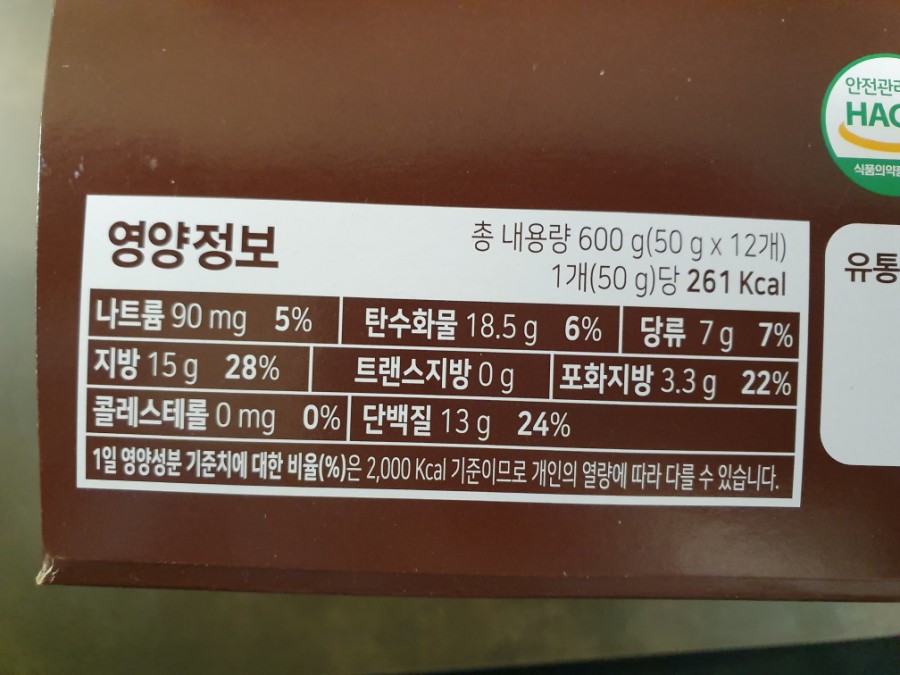 안전관리
HAC
식품의약품
영양정보
총 내용량 600 g(50 g x 12개)
1개(50 g)당 261 Kcal
유통
나트륨 90 mg 5% 탄수화물 18.5 g 6% 당류 7 g 7%
지방 15 g 28% 트랜스지방 0 g 포화지방 3.3 g 22%
콜레스테롤 0 mg 0% 단백질 13 g 24%
1일 영양성분 기준치에 대한 비율(%)은 2,000 Kcal 기준이므로 개인의 열량에 따라 다를 수 있습니다.